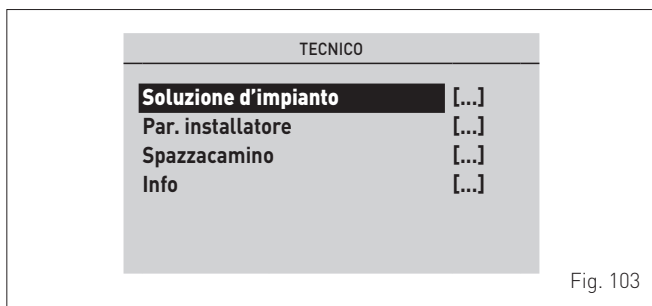 TECNICO
Soluzione d'impianto [...]
Par. installatore [...]
Spazzacamino [...]
Info [...]
Fig. 103